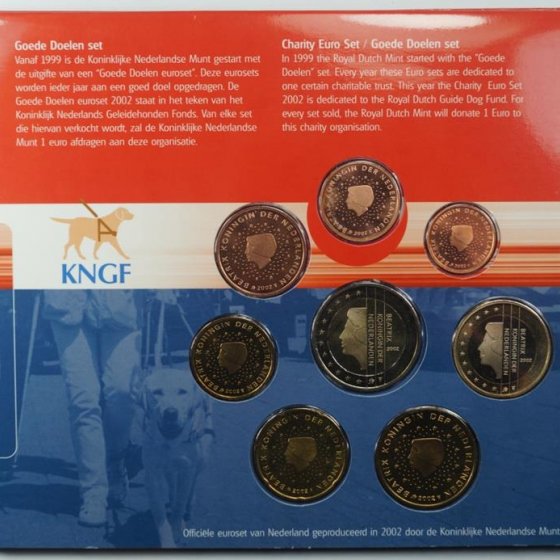 Goede Doelen set
Vanaf 1999 is de Koninklijke Nederlandse Munt gestart met
de uitgifte van een "Goede Doelen euroset". Deze eurosets
worden ieder jaar aan een goed doel opgedragen. De
Goede Doelen euroset 2002 staat in het teken van het
Koninklijk Nederlands Geleidehonden Fonds. Van elke set
die hiervan verkocht wordt, zal de Koninklijke Nederlandse
Munt 1 euro afdragen aan deze organisatie.
Charity Euro Set / Goede Doelen set
In 1999 the Royal Dutch Mint started with the "Goede
Doelen" set. Every year these Euro sets are dedicated to
one certain charitable trust. This year the Charity Euro Set
2002 is dedicated to the Royal Dutch Guide Dog Fund. For
every set sold, the Royal Dutch Mint will donate 1 Euro to
this charity organisation.
KNGF
BEATRIX KONINGIN DER NEDERLANDEN
2002
BEATRIX KONINGIN DER NEDERLANDEN
2002
2002
2002
BEATRIX
2002
KONINGIN DER
NEDERLANDEN
BEATRIX
2002
KONINGIN DER
NEDERLANDEN
BEATRIX KONINGIN DER NEDERLANDEN
2002
BEATRIX KONINGIN DER NEDERLANDEN
2002
Officiële euroset van Nederland geproduceerd in 2002 door de Koninklijke Nederlandse Munt